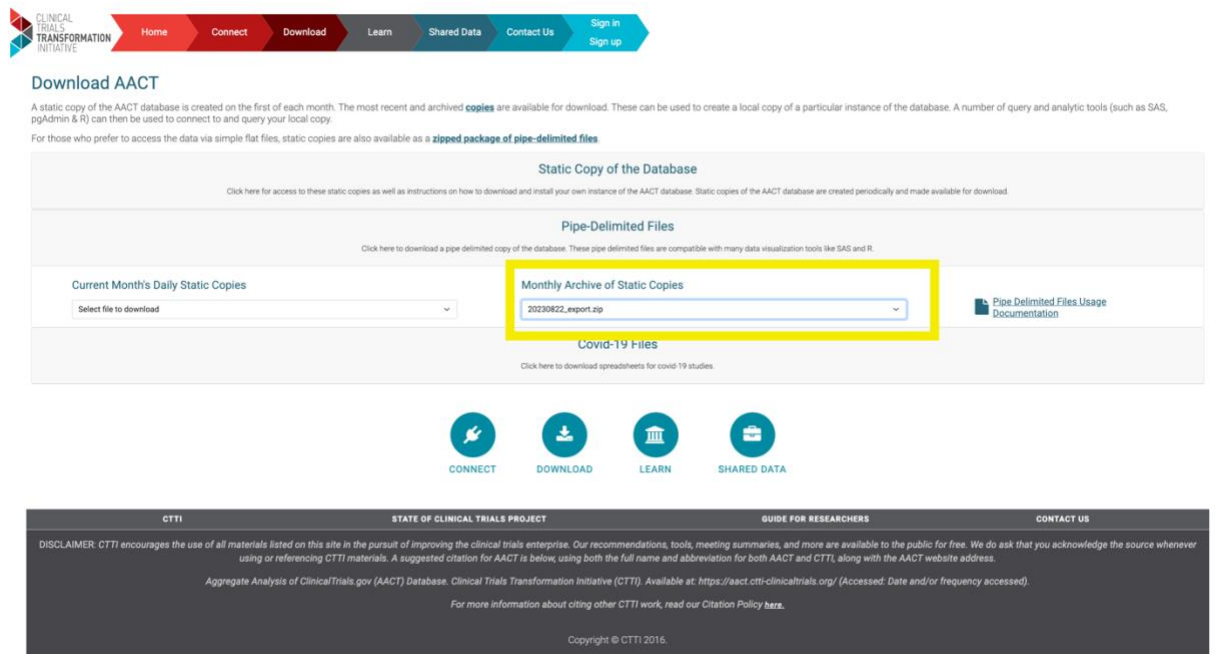 CLINICAL
TRIALS
TRANSFORMATION
INITIATIVE
Home
Connect
Download
Learn
Shared Data
Contact Us
Sign in
Sign up
Download AACT
A static copy of the AACT database is created on the first of each month. The most recent and archived copies are available for download. These can be used to create a local copy of a particular instance of the database. A number of query and analytic tools (such as SAS,
pgAdmin & R) can then be used to connect to and query your local copy.
For those who prefer to access the data via simple flat files, static copies are also available as a zipped package of pipe-delimited files.
Static Copy of the Database
Click here for access to these static copies as well as instructions on how to download and install your own instance of the AACT database. Static copies of the AACT database are created periodically and made available for download.
Pipe-Delimited Files
Click here to download a pipe delimited copy of the database. These pipe delimited files are compatible with many data visualization tools like SAS and R.
Current Month's Daily Static Copies
Select file to download
Monthly Archive of Static Copies
20230822_export.zip
Pipe Delimited Files Usage
Documentation
Covid-19 Files
Click here to download spreadsheets for covid-19 studies.
CONNECT
DOWNLOAD
LEARN
SHARED DATA
CTTI
STATE OF CLINICAL TRIALS PROJECT
GUIDE FOR RESEARCHERS
CONTACT US
DISCLAIMER: CTTI encourages the use of all materials listed on this site in the pursuit of improving the clinical trials enterprise. Our recommendations, tools, meeting summaries, and more are available to the public for free. We do ask that you acknowledge the source whenever
using or referencing CTTI materials. A suggested citation for AACT is below, using both the full name and abbreviation for both AACT and CTTI, along with the AACT website address.
Aggregate Analysis of ClinicalTrials.gov (AACT) Database. Clinical Trials Transformation Initiative (CTTI). Available at: https://aact.ctti-clinicaltrials.org/ (Accessed: Date and/or frequency accessed).
For more information about citing other CTTI work, read our Citation Policy here.
Copyright © CTTI 2016.